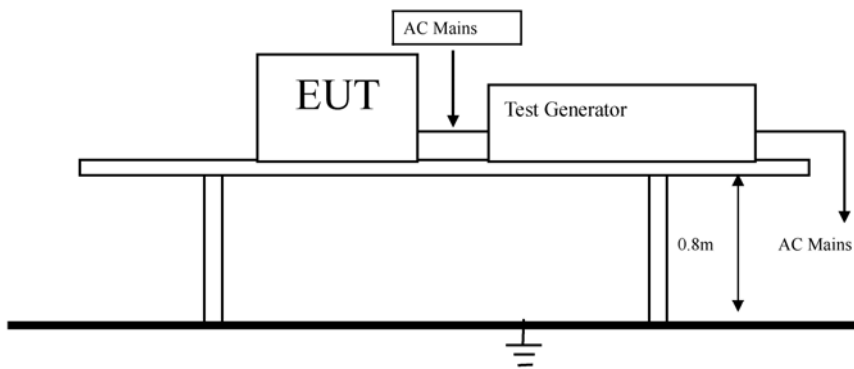 AC Mains
EUT
Test Generator
0.8m
AC Mains